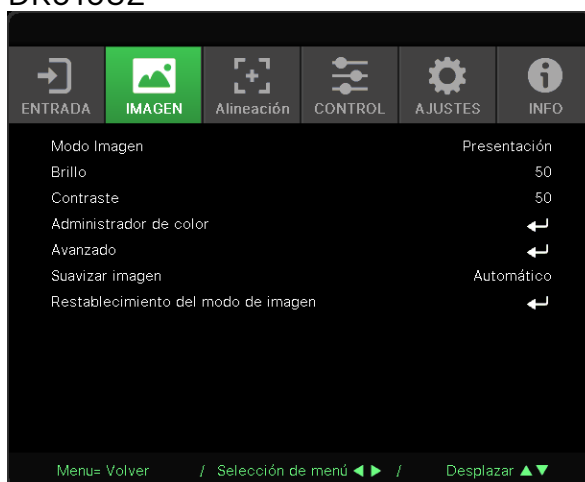 ENTRADA IMAGEN Alineación CONTROL AJUSTES INFO
Modo Imagen Presentación
Brillo 50
Contraste 50
Administrador de color
Avanzado
Suavizar imagen Automático
Restablecimiento del modo de imagen
Menu= Volver / Selección de menú ◀ ▶ / Desplazar ▲▼